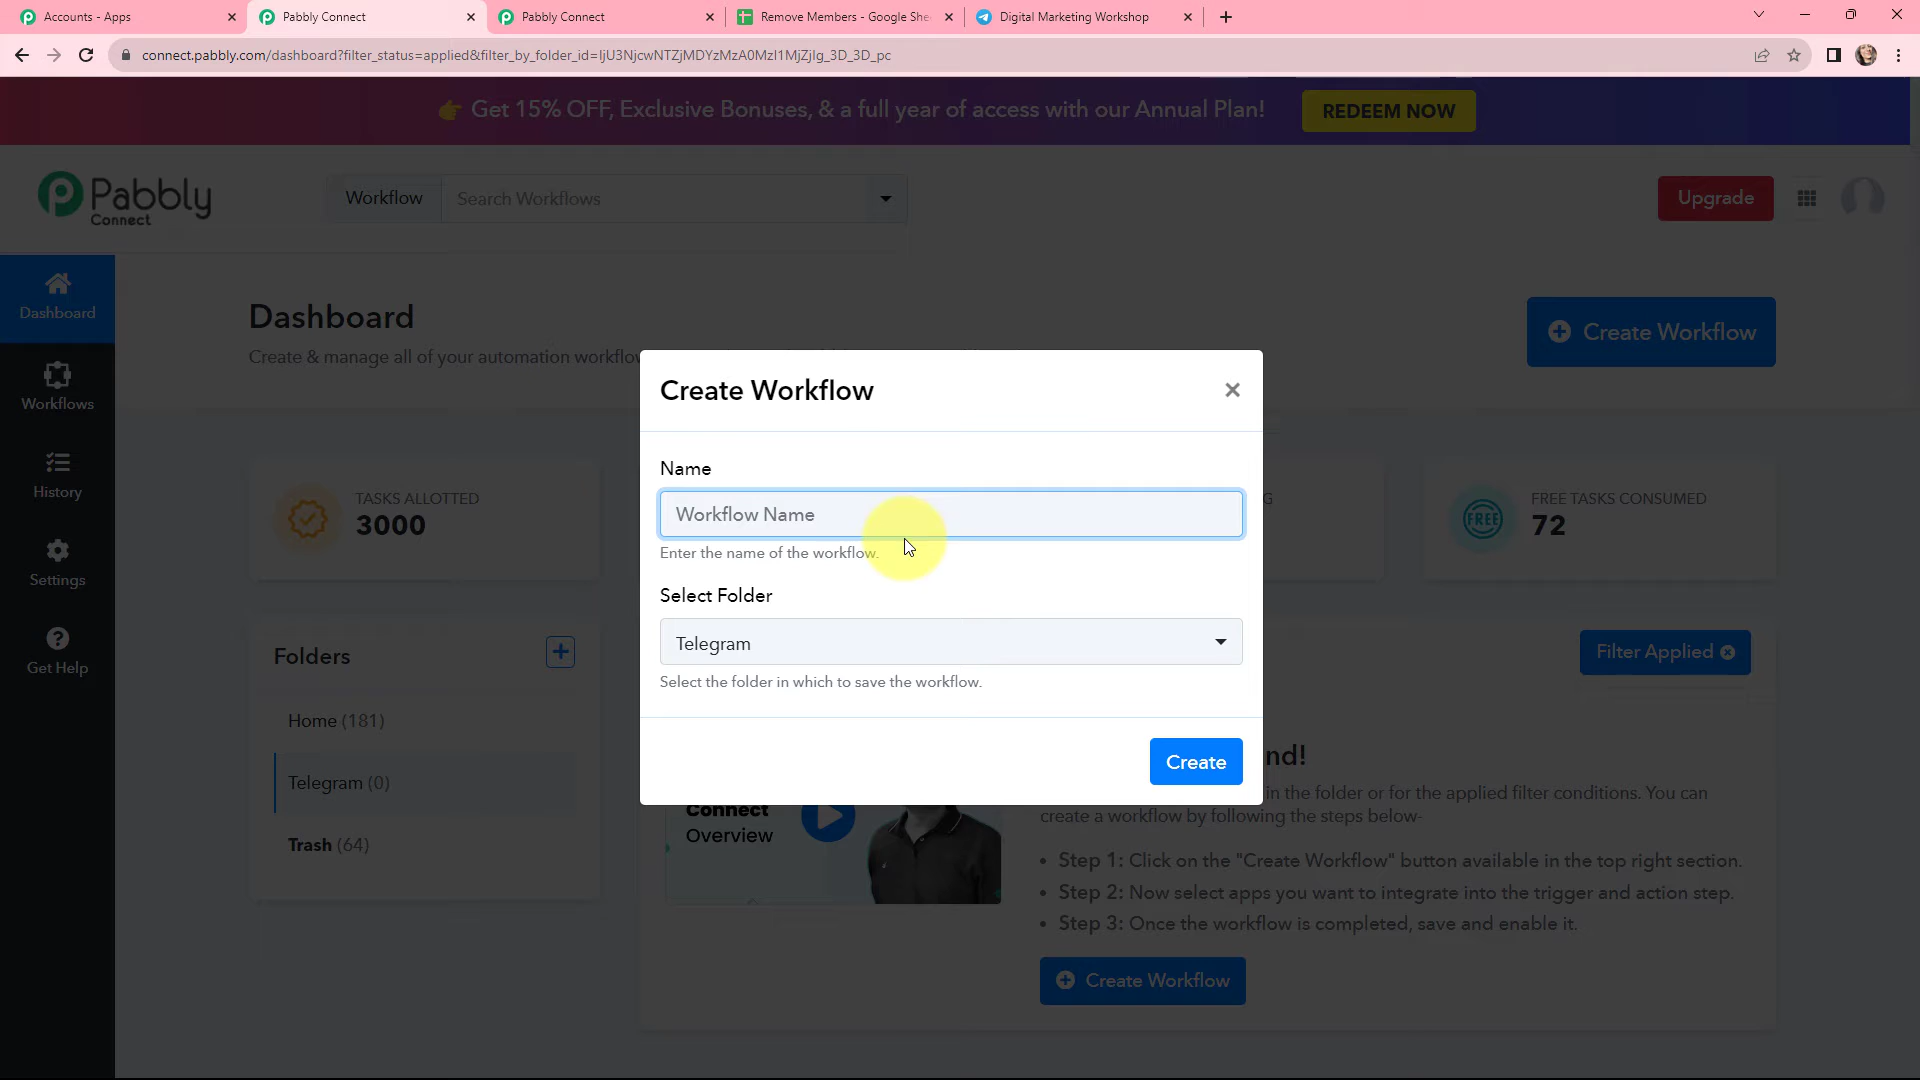 Accounts - Apps
Pabbly Connect
Pabbly Connect
Remove Members - Google She
Digital Marketing Workshop
connect.pabbly.com/dashboard?filter_status=applied&filter_by_folder_id=IjU3NjcwNTZjMDYzMzA0MzI1MjZjIg_3D_3D_pc
Get 15% OFF, Exclusive Bonuses, & a full year of access with our Annual Plan!
REDEEM NOW
Pabbly
Connect
Workflow
Search Workflows
Upgrade
Dashboard
Workflows
History
Settings
Get Help
Dashboard
Create & manage all of your automation workflow
Create Workflow
TASKS ALLOTTED
3000
G
FREE TASKS CONSUMED
FREE
72
Folders
Home (181)
Telegram (0)
Trash (64)
Filter Applied
Create Workflow
Name
Workflow Name
Enter the name of the workflow.
Select Folder
Telegram
Select the folder in which to save the workflow.
Create
Connect
Overview
nd!
in the folder or for the applied filter conditions. You can
create a workflow by following the steps below-
Step 1: Click on the "Create Workflow" button available in the top right section.
Step 2: Now select apps you want to integrate into the trigger and action step.
Step 3: Once the workflow is completed, save and enable it.
Create Workflow